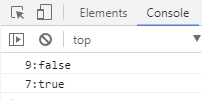 Elements Console
top
9:false
7:true